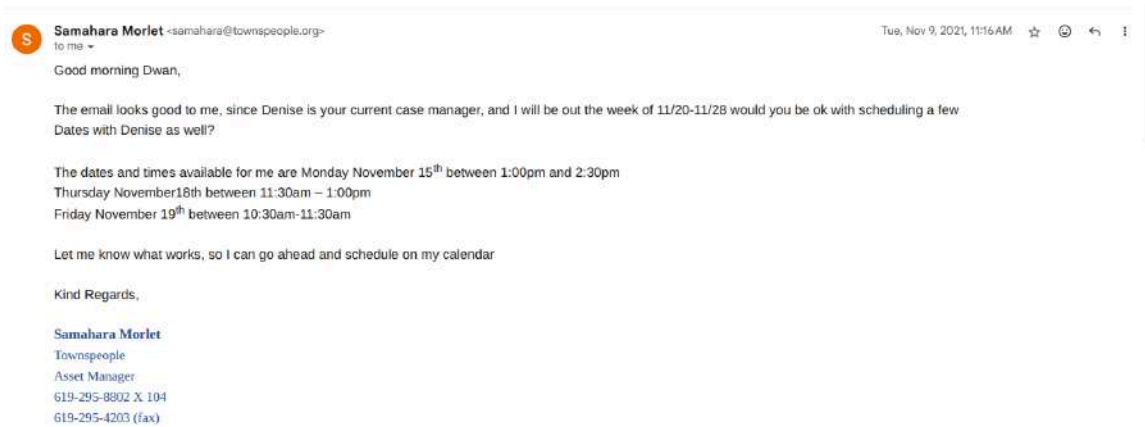 S
Samahara Morlet <samahara@townspeople.org>
Tue, Nov 9, 2021, 11:16 AM
to me
Good morning Dwan,
The email looks good to me, since Denise is your current case manager, and I will be out the week of 11/20-11/28 would you be ok with scheduling a few
Dates with Denise as well?
The dates and times available for me are Monday November 15th between 1:00pm and 2:30pm
Thursday November18th between 11:30am – 1:00pm
Friday November 19th between 10:30am-11:30am
Let me know what works, so I can go ahead and schedule on my calendar
Kind Regards,
Samahara Morlet
Townspeople
Asset Manager
619-295-8802 X 104
619-295-4203 (fax)